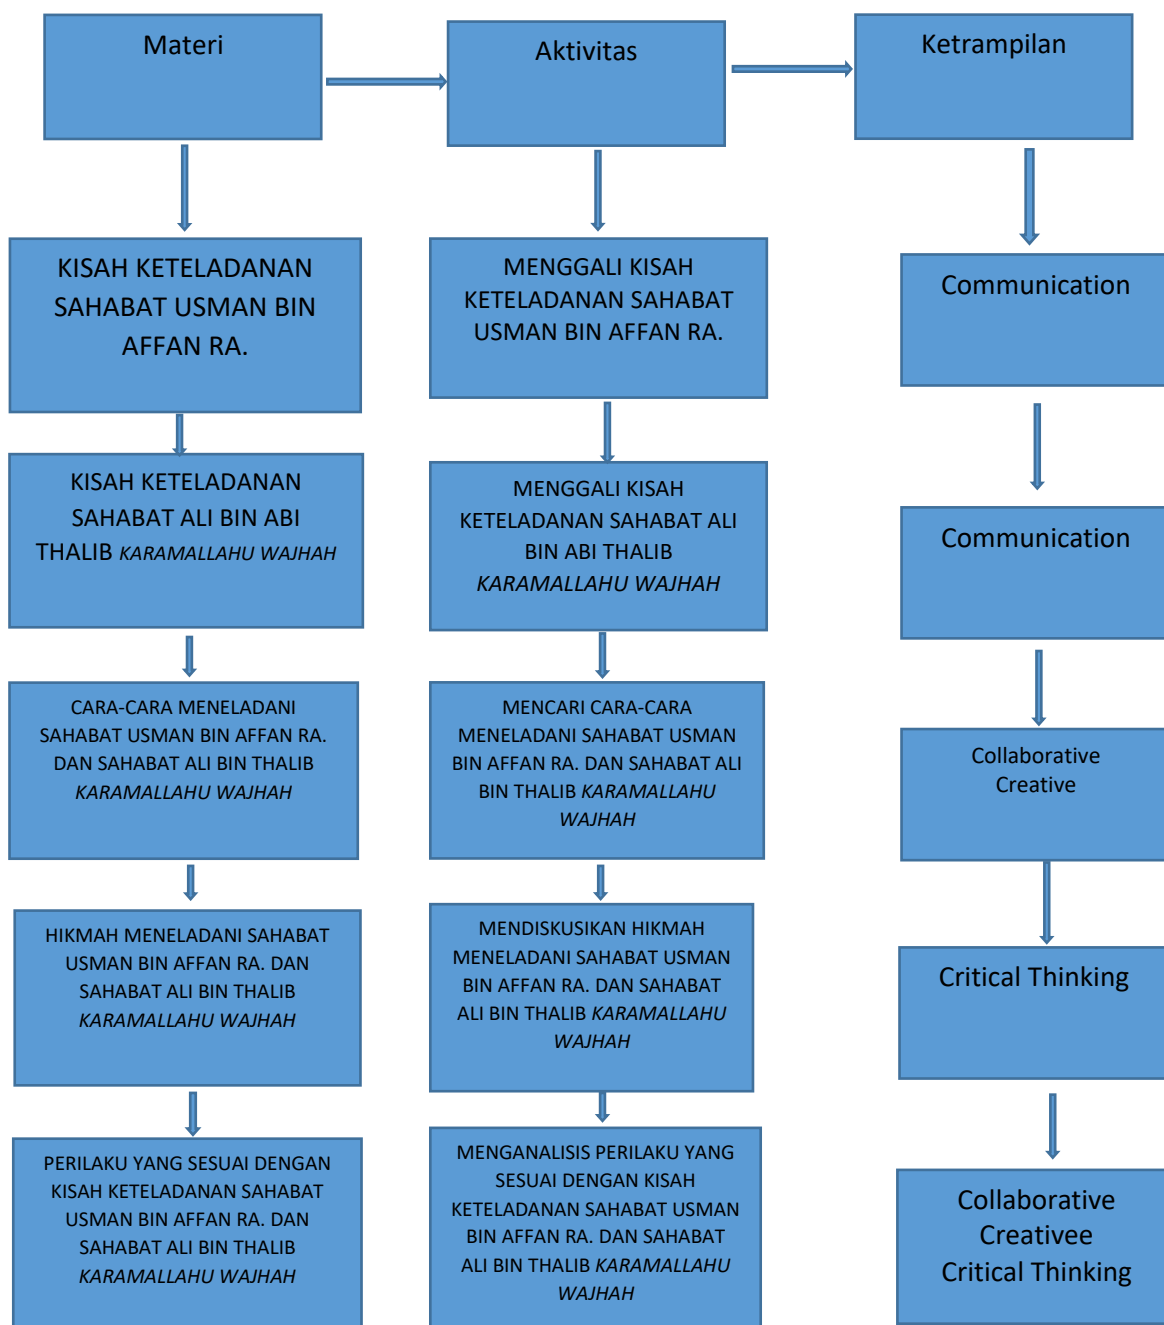 Materi
Aktivitas
Ketrampilan
KISAH KETELADANAN
SAHABAT USMAN BIN
AFFAN RA.
MENGGALI KISAH
KETELADANAN SAHABAT
USMAN BIN AFFAN RA.
Communication
KISAH KETELADANAN
SAHABAT ALI BIN ABI
THALIB KARAMALLAHU WAJHAH
MENGGALI KISAH
KETELADANAN SAHABAT ALI
BIN ABI THALIB
KARAMALLAHU WAJHAH
Communication
CARA-CARA MENELADANI
SAHABAT USMAN BIN AFFAN RA.
DAN SAHABAT ALI BIN THALIB
KARAMALLAHU WAJHAH
MENCARI CARA-CARA
MENELADANI SAHABAT USMAN
BIN AFFAN RA. DAN SAHABAT ALI
BIN THALIB KARAMALLAHU
WAJHAH
Collaborative
Creative
HIKMAH MENELADANI SAHABAT
USMAN BIN AFFAN RA. DAN
SAHABAT ALI BIN THALIB
KARAMALLAHU WAJHAH
MENDISKUSIKAN HIKMAH
MENELADANI SAHABAT USMAN
BIN AFFAN RA. DAN SAHABAT
ALI BIN THALIB KARAMALLAHU
WAJHAH
Critical Thinking
PERILAKU YANG SESUAI DENGAN
KISAH KETELADANAN SAHABAT
USMAN BIN AFFAN RA. DAN
SAHABAT ALI BIN THALIB
KARAMALLAHU WAJHAH
MENGANALISIS PERILAKU YANG
SESUAI DENGAN KISAH
KETELADANAN SAHABAT USMAN
BIN AFFAN RA. DAN SAHABAT
ALI BIN THALIB KARAMALLAHU
WAJHAH
Collaborative
Creativee
Critical Thinking